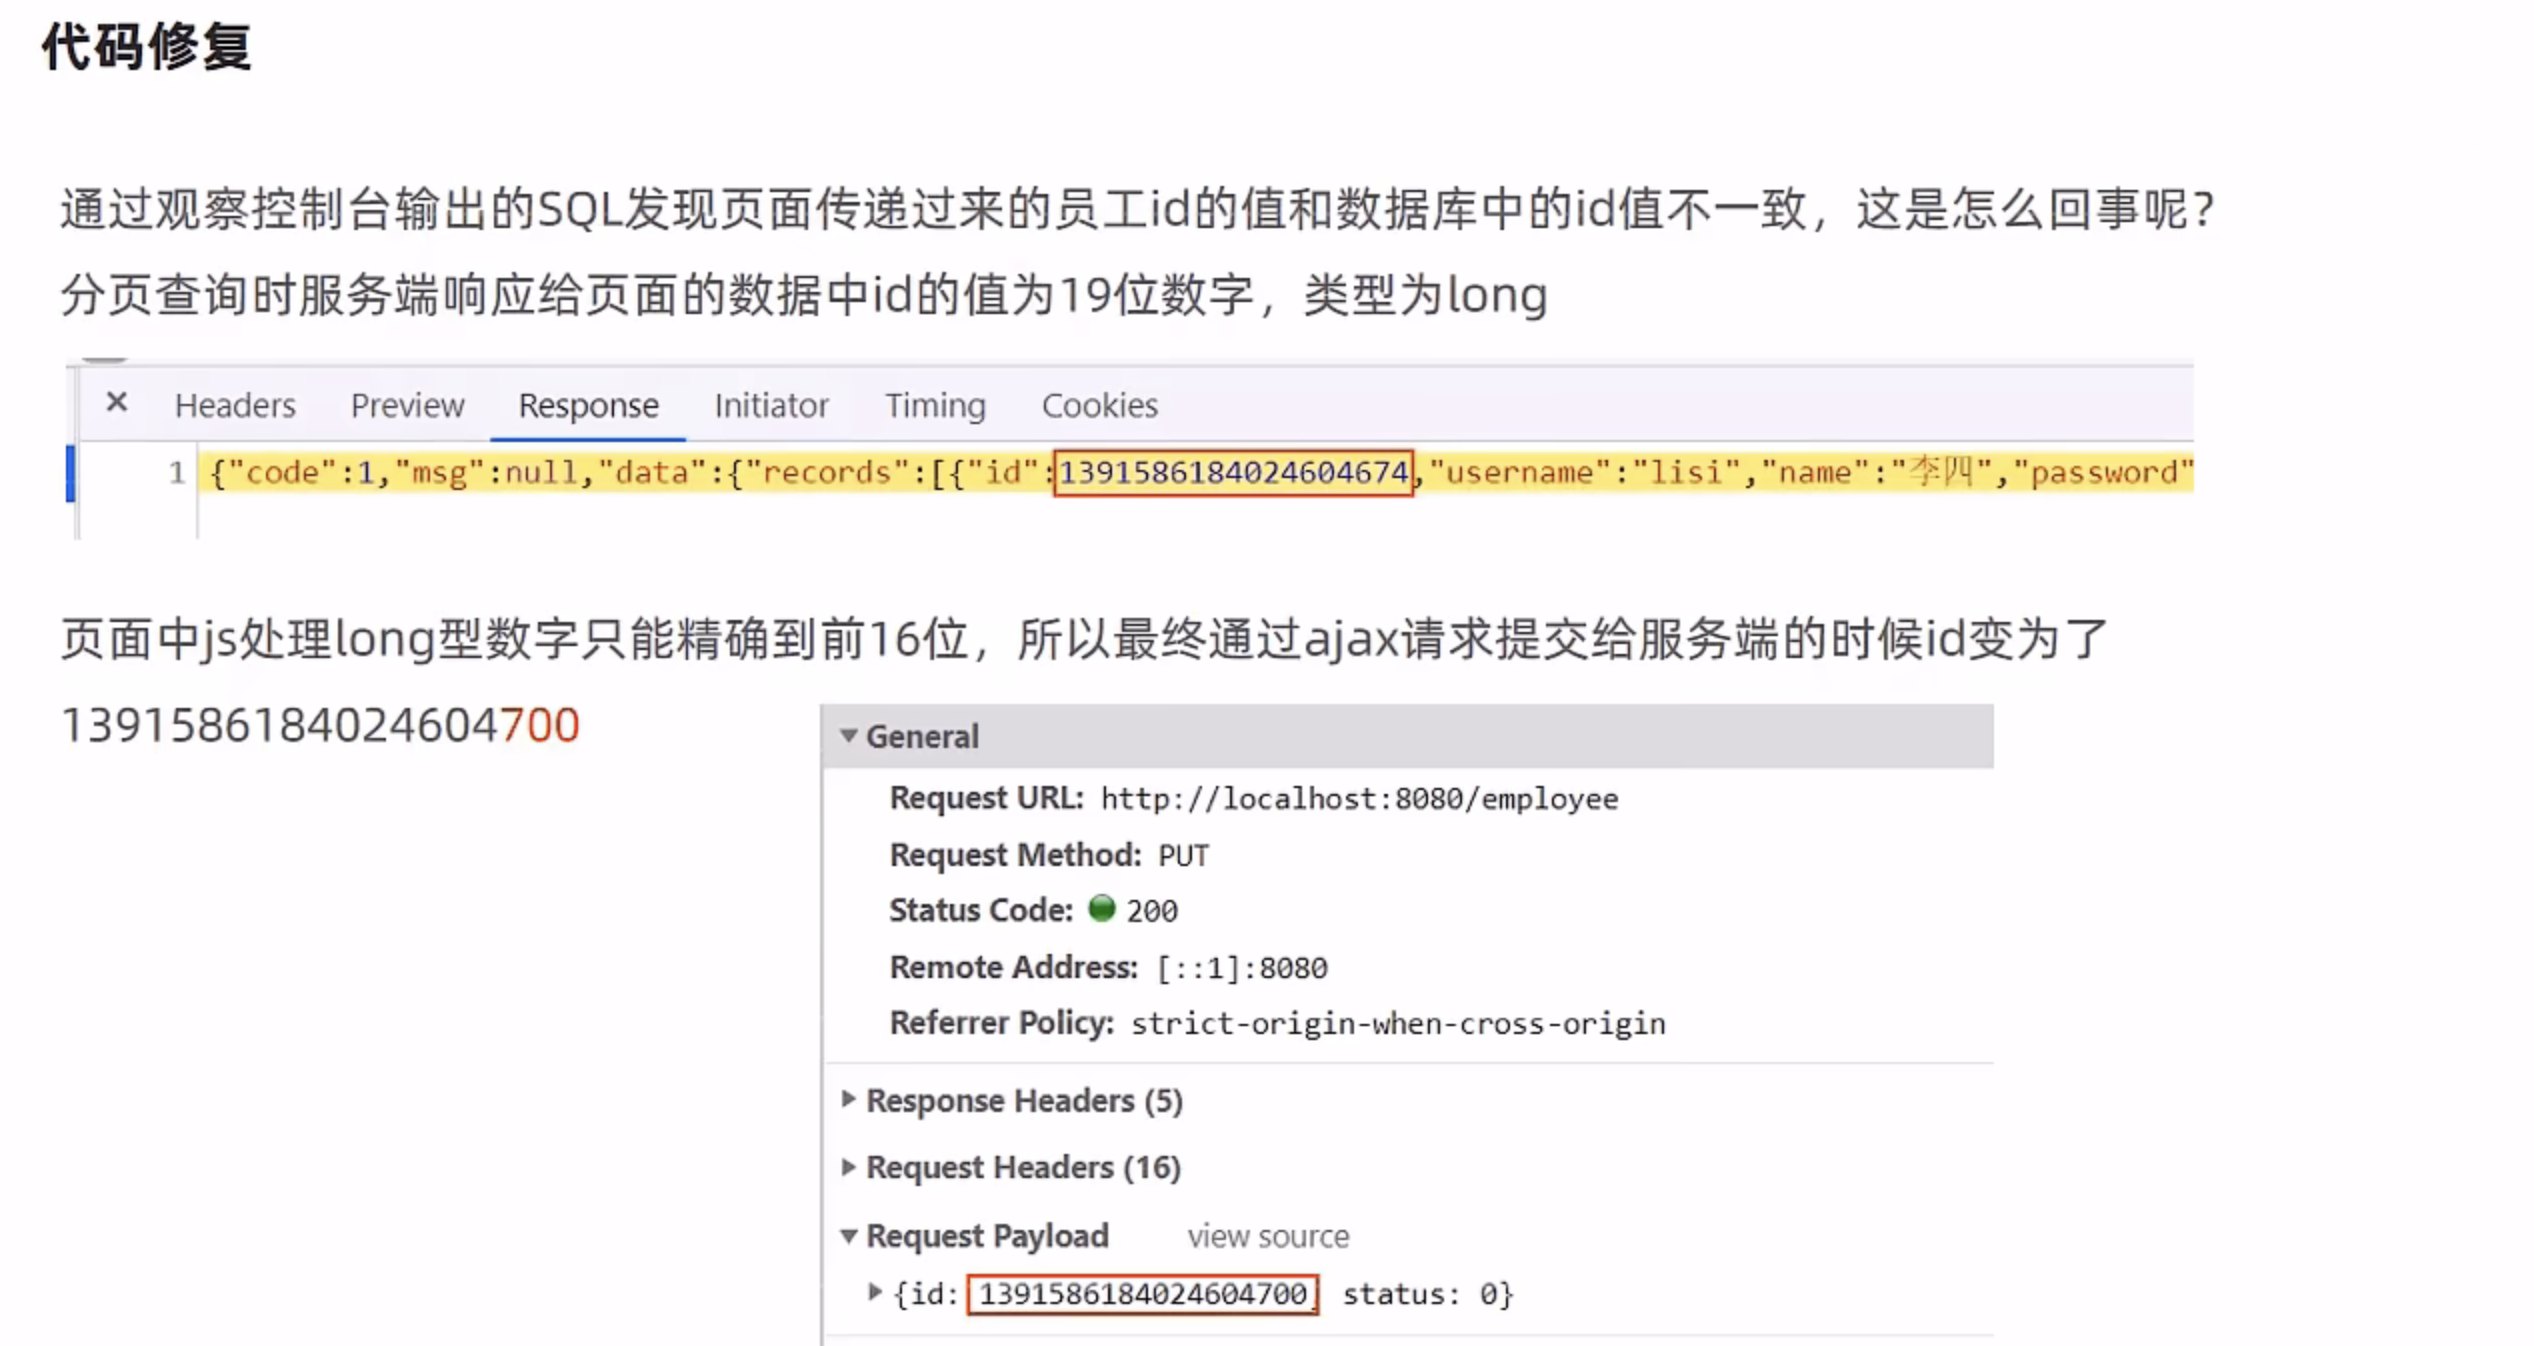 代码修复
通过观察控制台输出的SQL发现页面传递过来的员工id的值和数据库中的id值不一致，这是怎么回事呢？
分页查询时服务端响应给页面的数据中id的值为19位数字，类型为long
× Headers Preview Response Initiator Timing Cookies
1 {"code":1,"msg":null,"data":{"records":[{"id":1391586184024604674,"username":"lisi","name":"李四","password"
页面中js处理long型数字只能精确到前16位，所以最终通过ajax请求提交给服务端的时候id变为了
1391586184024604700
General
Request URL: http://localhost:8080/employee
Request Method: PUT
Status Code: 200
Remote Address: [::1]:8080
Referrer Policy: strict-origin-when-cross-origin
Response Headers (5)
Request Headers (16)
Request Payload view source
{id: 1391586184024604700, status: 0}